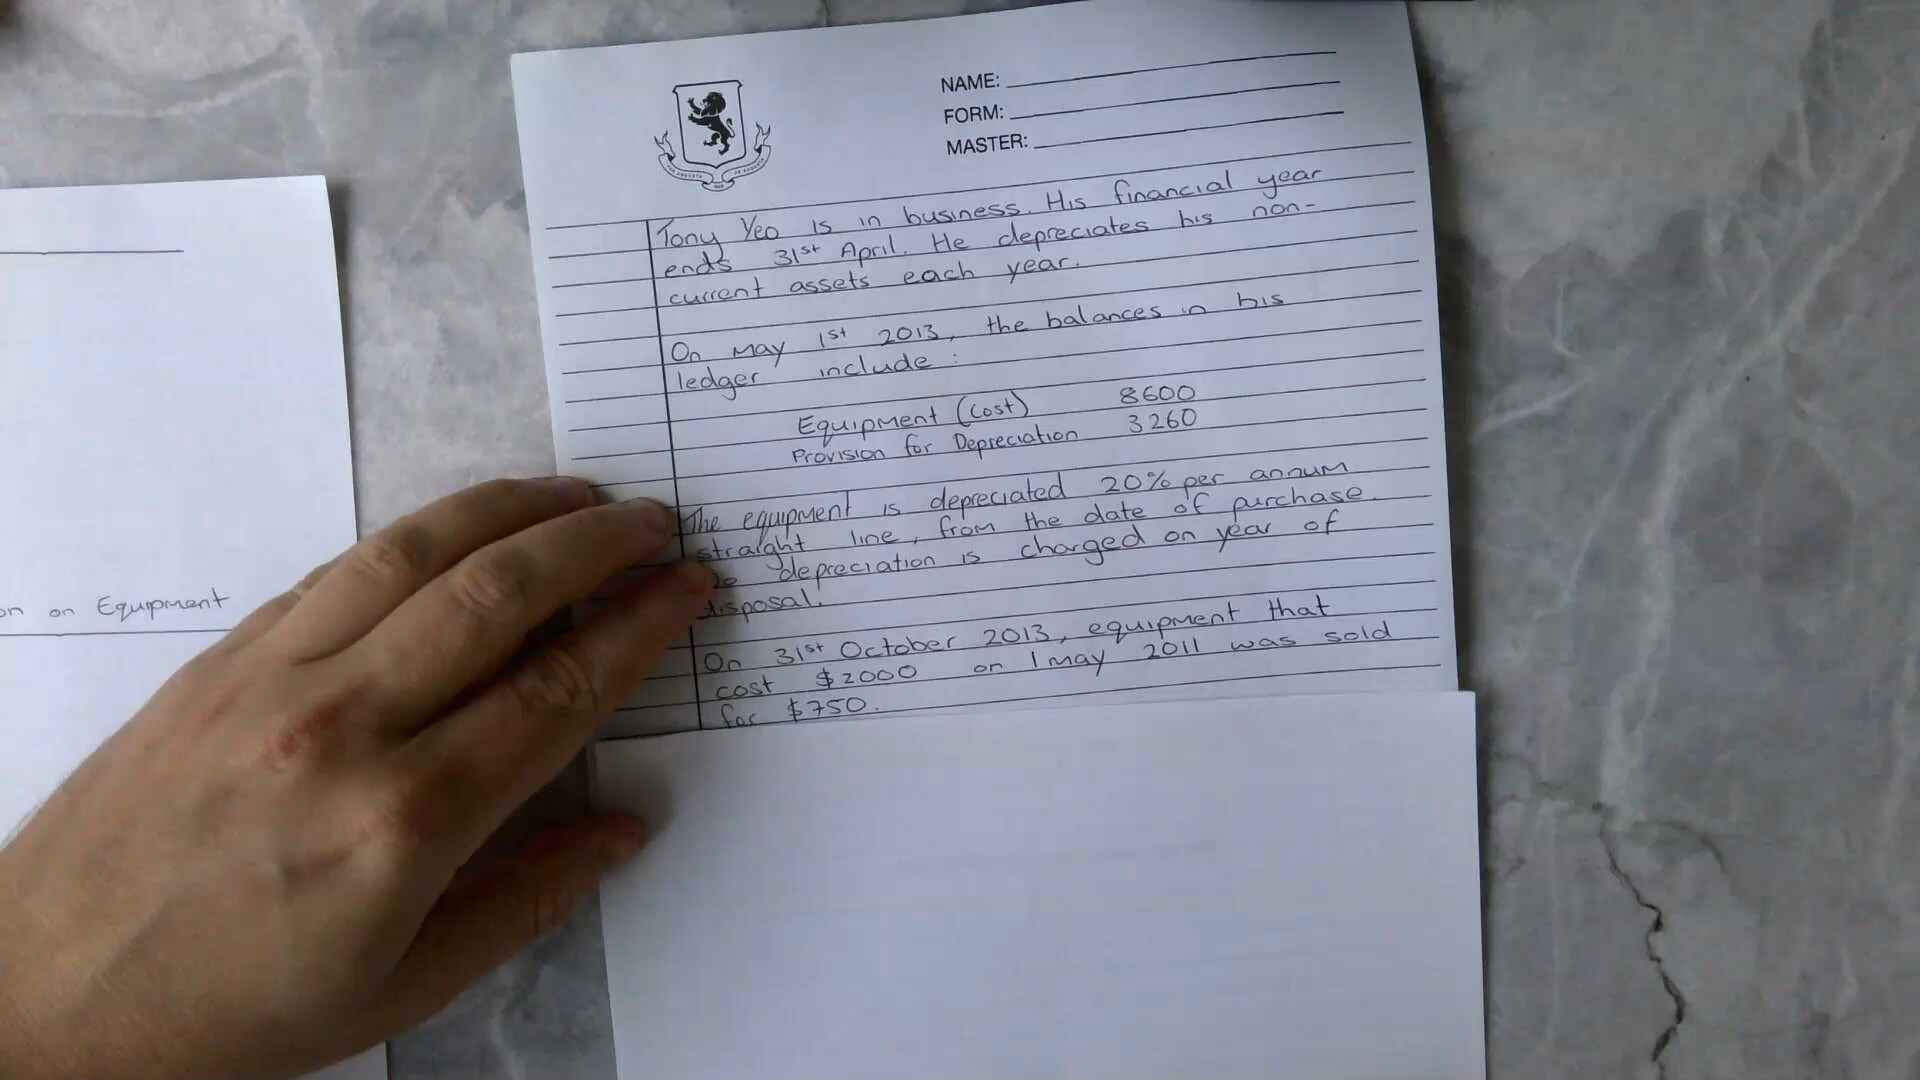 NAME:
FORM:
MASTER:
Tony Yeo is in business. His financial year
ends 31st April. He depreciates his non-
current assets each year.
On May 1st 2013, the balances in his
ledger include :
Equipment (cost) 8600
Provision for Depreciation 3260
The equipment is depreciated 20% per annum
straight line, from the date of purchase.
depreciation is charged on year of
disposal.
On 31st October 2013, equipment that
cost $2000 on 1 May 2011 was sold
for $750.
on on Equipment